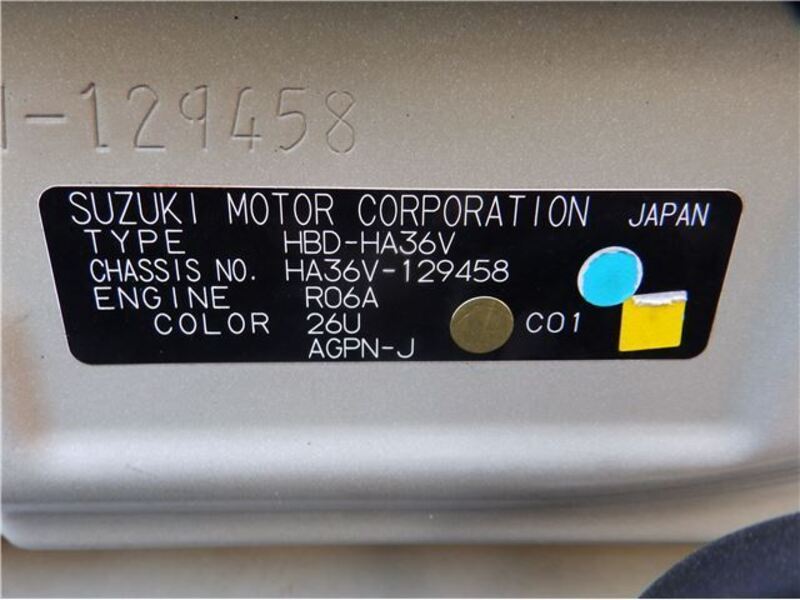 -129458
SUZUKI MOTOR CORPORATION JAPAN
TYPE HBD-HA36V
CHASSIS NO. HA36V-129458
ENGINE R06A
COLOR 26U C01
AGPN-J